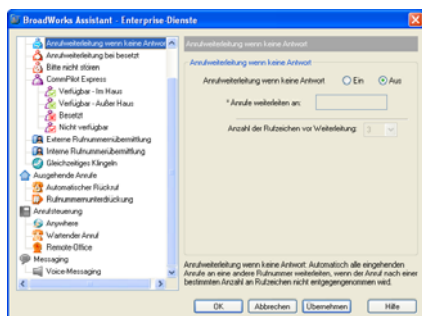 BroadWorks Assistant - Enterprise-Dienste
Anrufweiterleitung wenn keine Antwor
Anrufweiterleitung bei besetzt
Bitte nicht stören
CommPilot Express
Verfügbar - Im Haus
Verfügbar - Außer Haus
Besetzt
Nicht verfügbar
Externe Rufnummernübermittlung
Interne Rufnummernübermittlung
Gleichzeitiges Klingeln
Ausgehende Anrufe
Automatischer Rückruf
Rufnummernunterdrückung
Anrufsteuerung
Anywhere
Wartender Anruf
Remote-Office
Messaging
Voice-Messaging
Anrufweiterleitung wenn keine Antwort
Anrufweiterleitung wenn keine Antwort
Anrufweiterleitung wenn keine Antwort Ein Aus
* Anrufe weiterleiten an:
Anzahl der Rufzeichen vor Weiterleitung: 3
Anrufweiterleitung wenn keine Antwort: Automatisch alle eingehenden
Anrufe an eine andere Rufnummer weiterleiten, wenn der Anruf nach einer
bestimmten Anzahl an Rufzeichen nicht entgegengenommen wird.
OK Abbrechen Übernehmen Hilfe